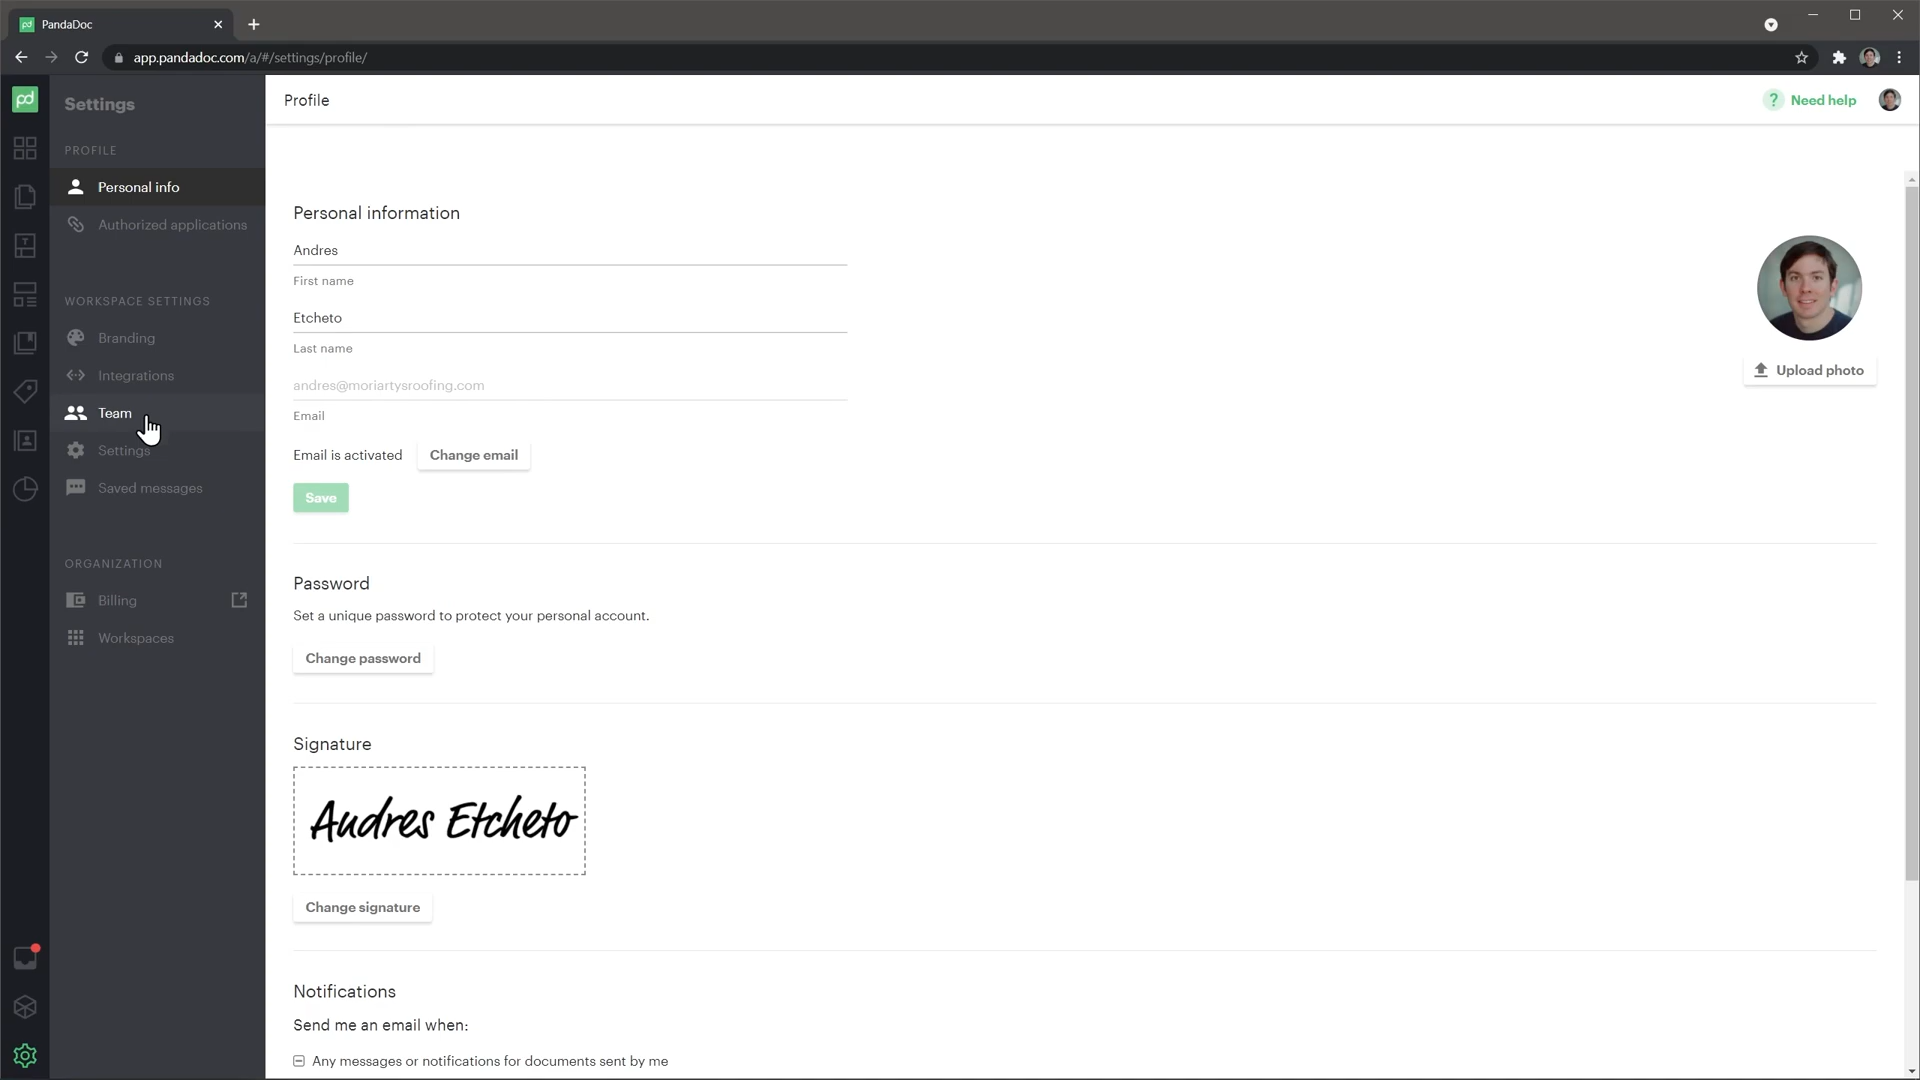 pd PandaDoc
app.pandadoc.com/a/#/settings/profile/
pd
Settings
Profile
? Need help
PROFILE
Personal info
Authorized applications
WORKSPACE SETTINGS
Branding
Integrations
Team
Settings
Saved messages
ORGANIZATION
Billing
Workspaces
Personal information
Andres
First name
Etcheto
Last name
andres@moriartysroofing.com
Email
Email is activated
Change email
Save
Upload photo
Password
Set a unique password to protect your personal account.
Change password
Signature
Andres Etcheto
Change signature
Notifications
Send me an email when:
Any messages or notifications for documents sent by me